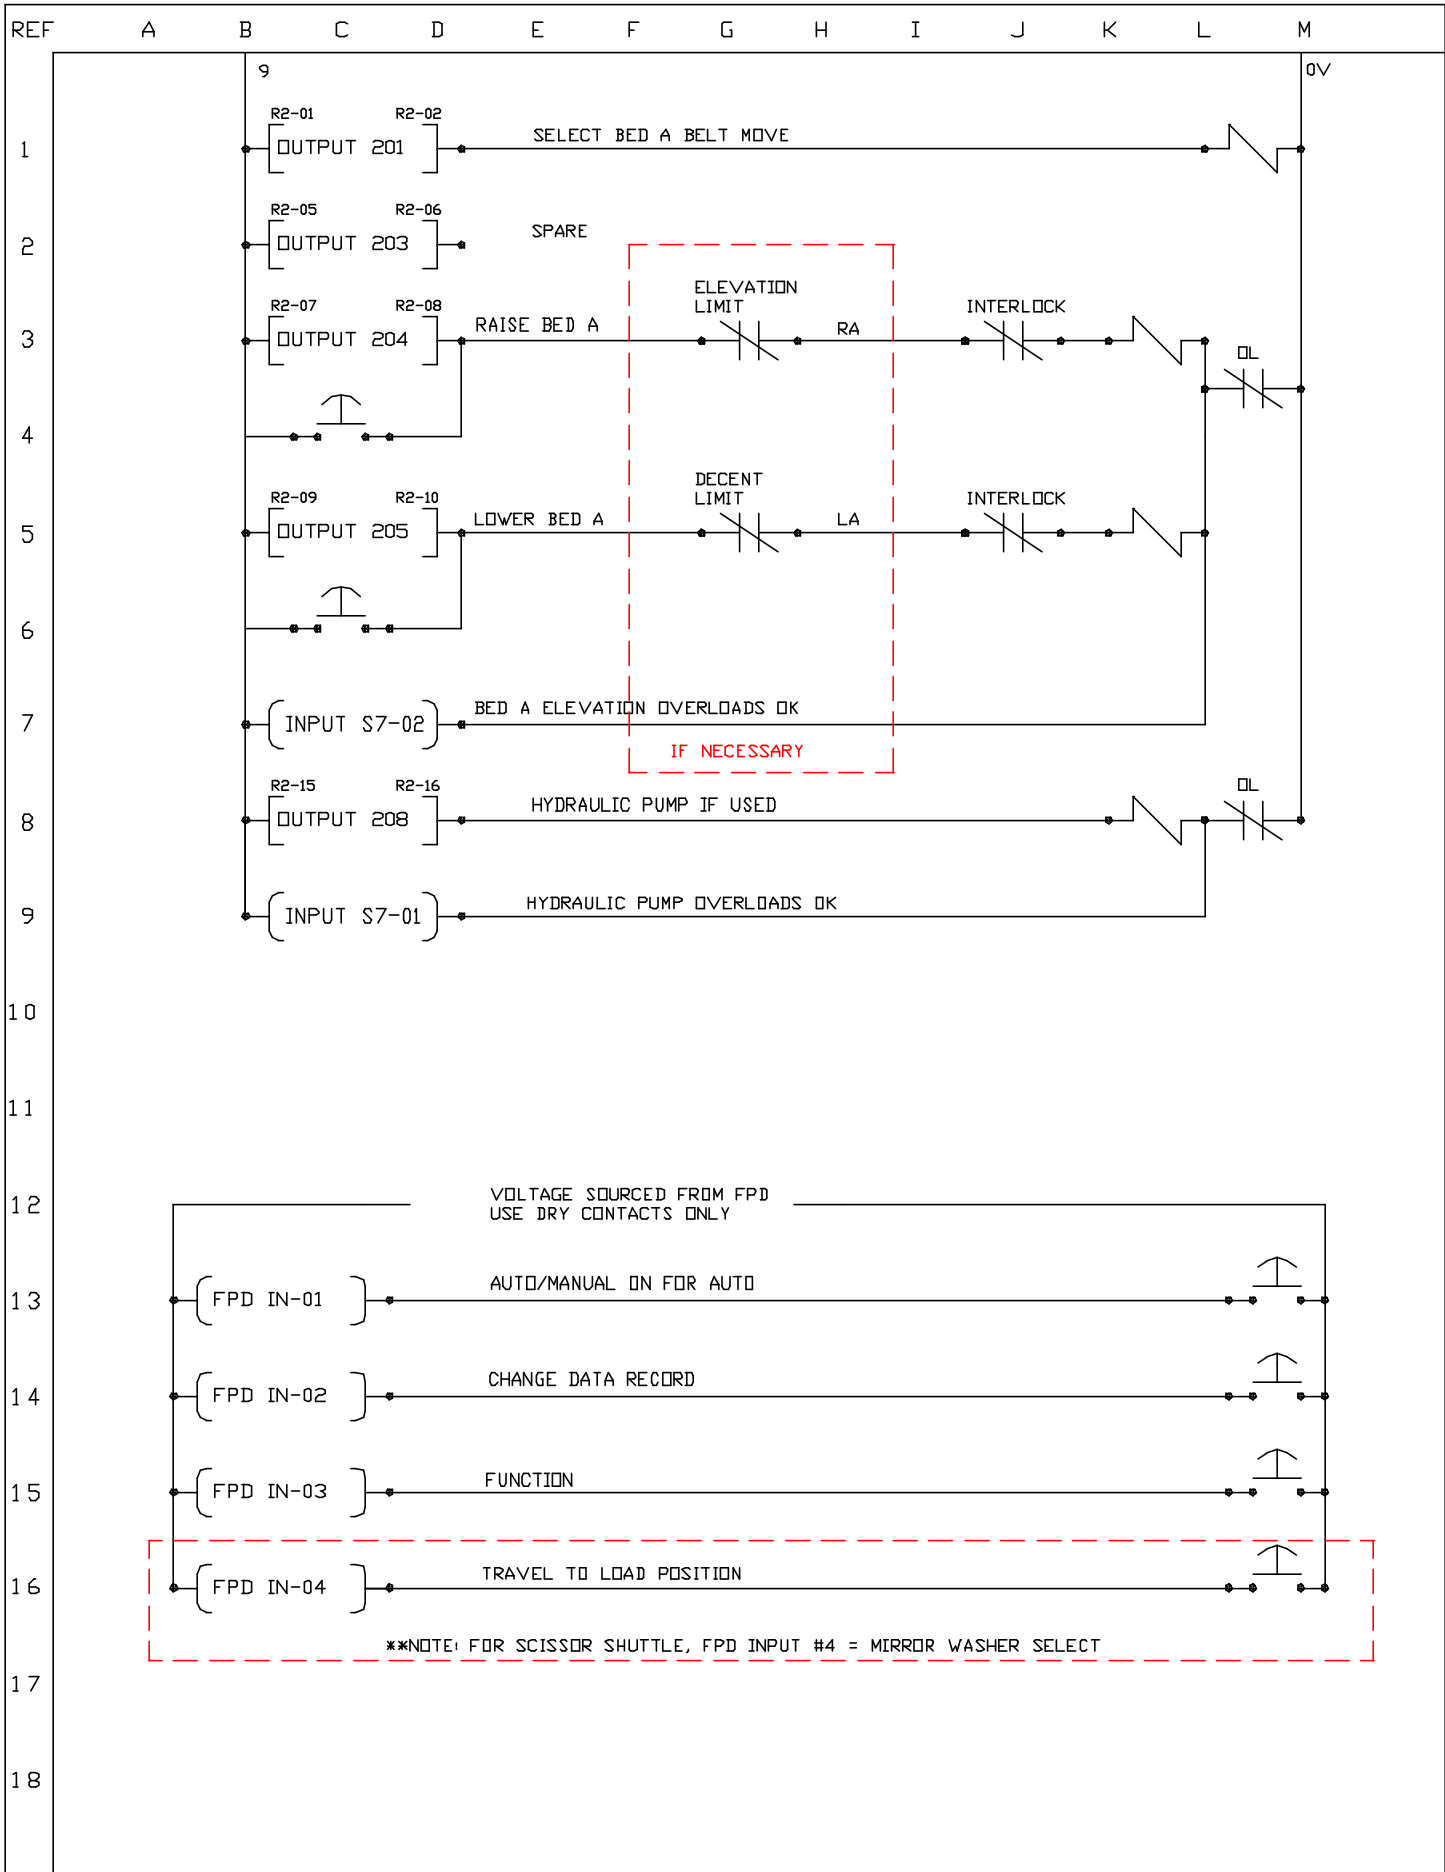 REF A B C D E F G H I J K L M
9 0V
R2-01 R2-02
1 OUTPUT 201 SELECT BED A BELT MOVE
R2-05 R2-06
2 OUTPUT 203 SPARE
ELEVATION
LIMIT
INTERLOCK
R2-07 R2-08
3 OUTPUT 204 RAISE BED A RA
OL
4
DECENT
LIMIT
INTERLOCK
R2-09 R2-10
5 OUTPUT 205 LOWER BED A LA
6
7 INPUT S7-02 BED A ELEVATION OVERLOADS OK
IF NECESSARY
R2-15 R2-16
OL
8 OUTPUT 208 HYDRAULIC PUMP IF USED
9 INPUT S7-01 HYDRAULIC PUMP OVERLOADS OK
10
11
12 VOLTAGE SOURCED FROM FPD
USE DRY CONTACTS ONLY
13 FPD IN-01 AUTO/MANUAL ON FOR AUTO
14 FPD IN-02 CHANGE DATA RECORD
15 FPD IN-03 FUNCTION
16 FPD IN-04 TRAVEL TO LOAD POSITION
**NOTE: FOR SCISSOR SHUTTLE, FPD INPUT #4 = MIRROR WASHER SELECT
17
18